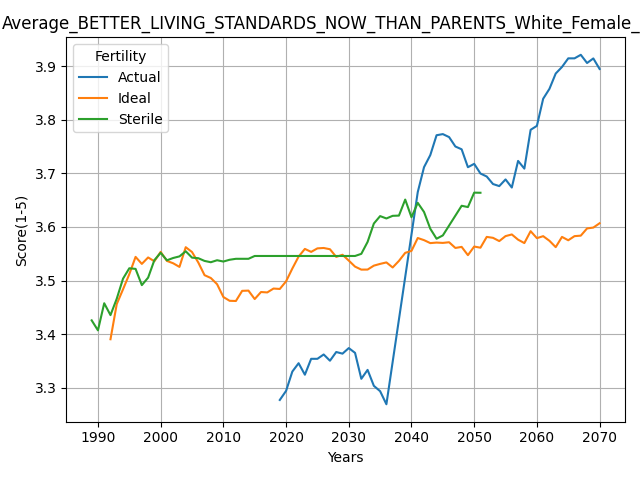 Average_BETTER_LIVING_STANDARDS_NOW_THAN_PARENTS_White_Female_
Fertility
Actual
Ideal
Sterile
Score(1-5)
3.9
3.8
3.7
3.6
3.5
3.4
3.3
1990 2000 2010 2020 2030 2040 2050 2060 2070
Years